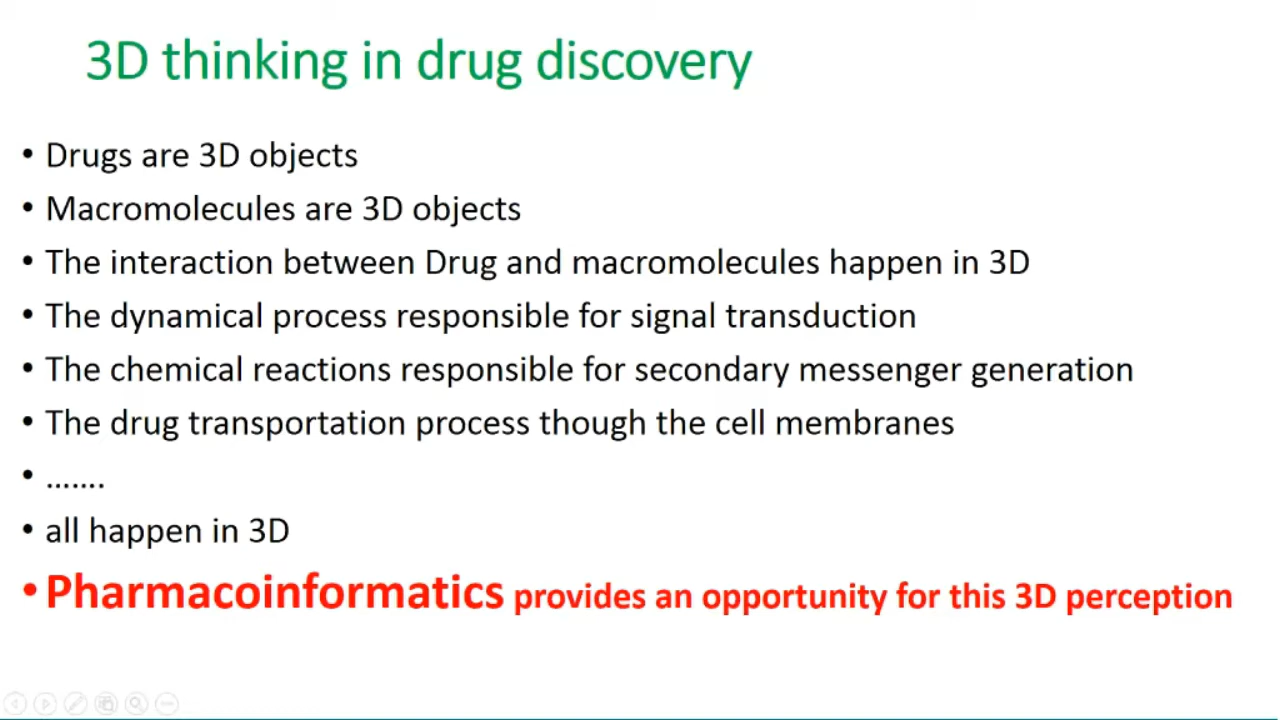 3D thinking in drug discovery
• Drugs are 3D objects
• Macromolecules are 3D objects
• The interaction between Drug and macromolecules happen in 3D
• The dynamical process responsible for signal transduction
• The chemical reactions responsible for secondary messenger generation
• The drug transportation process though the cell membranes
• .......
• all happen in 3D
• Pharmacoinformatics provides an opportunity for this 3D perception